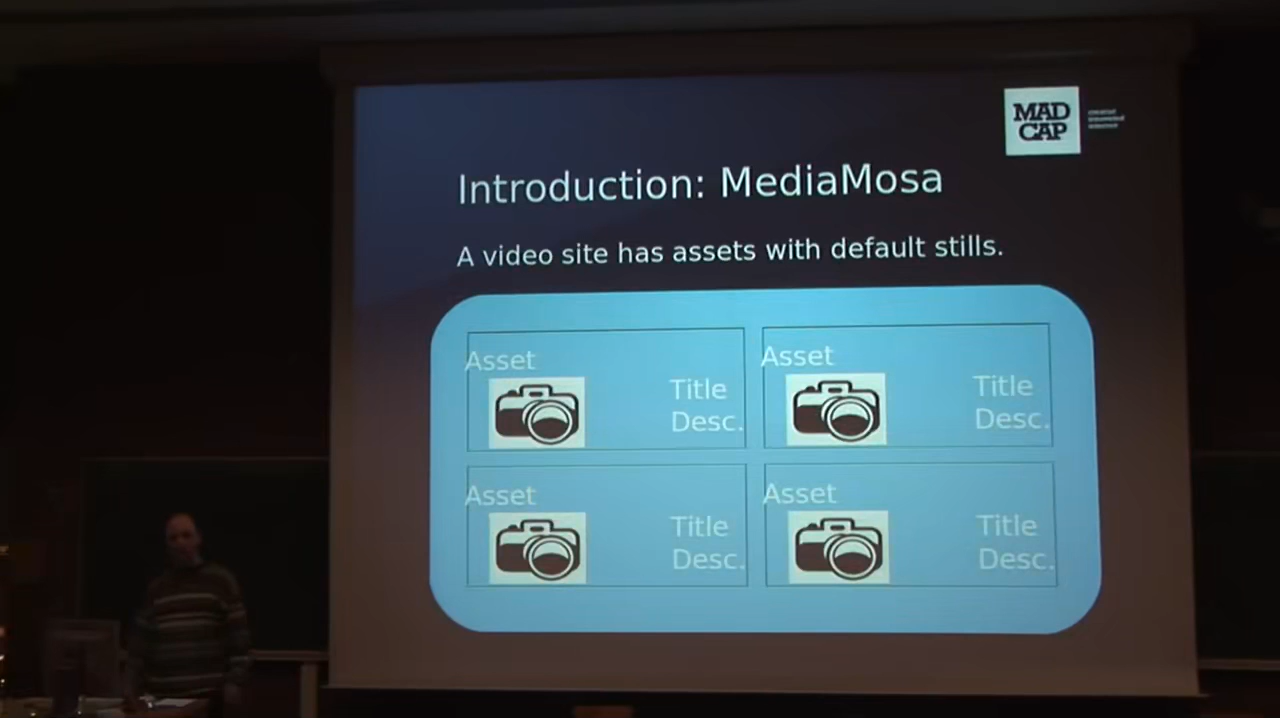 MAD
CAP
Introduction: MediaMosa
A video site has assets with default stills.
Asset
Title
Desc.
Asset
Title
Desc.
Asset
Title
Desc.
Asset
Title
Desc.